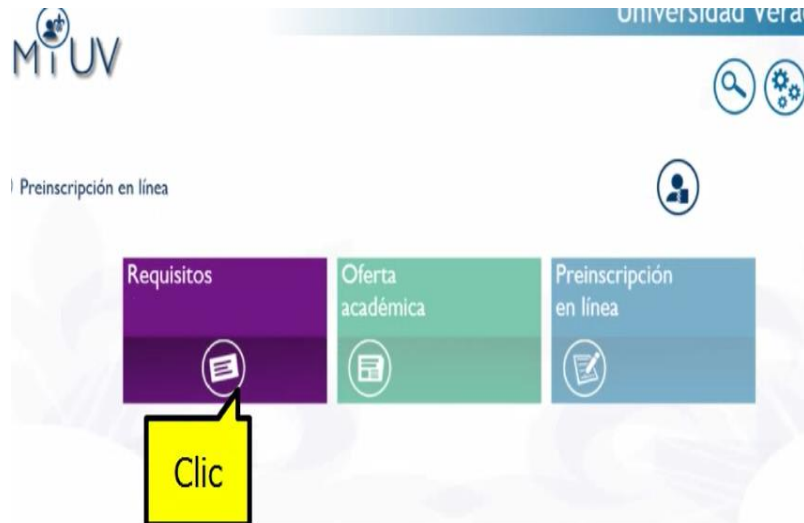 Universidad Vera
MiUV
Preinscripción en línea
Requisitos
Oferta
académica
Preinscripción
en línea
Clic